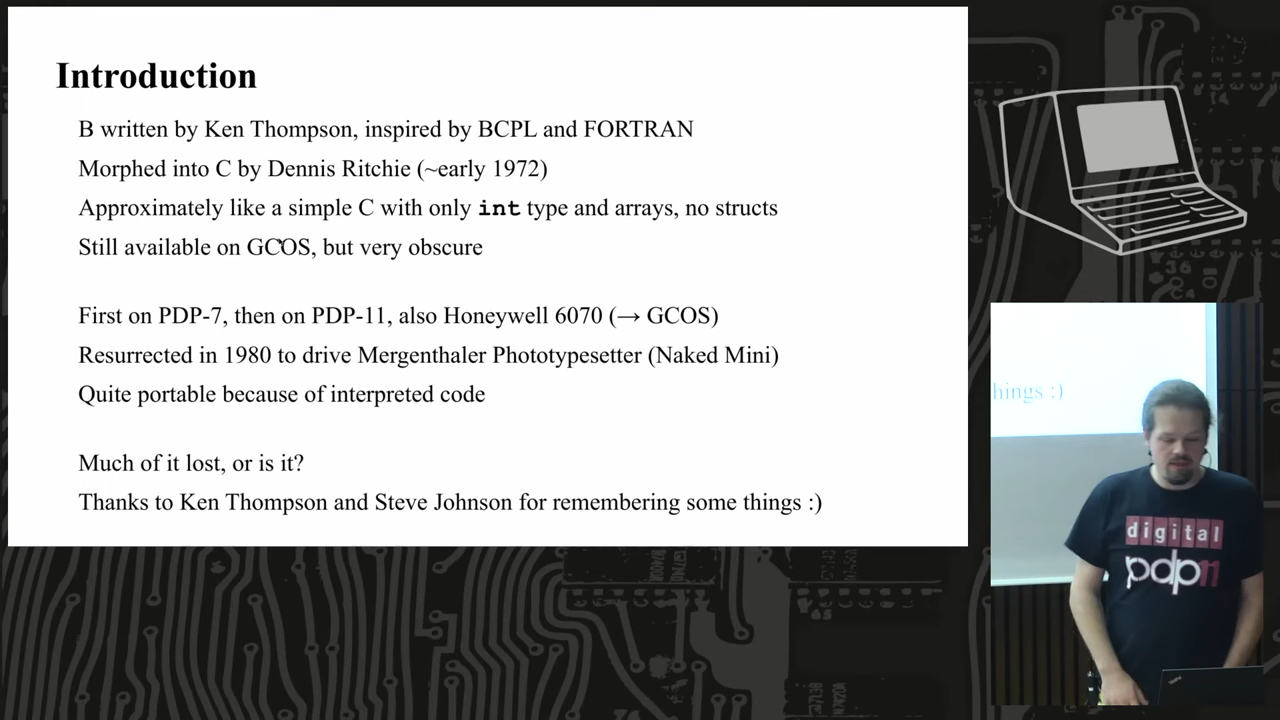 Introduction
B written by Ken Thompson, inspired by BCPL and FORTRAN
Morphed into C by Dennis Ritchie (~early 1972)
Approximately like a simple C with only int type and arrays, no structs
Still available on GCOS, but very obscure
First on PDP-7, then on PDP-11, also Honeywell 6070 (→ GCOS)
Resurrected in 1980 to drive Mergenthaler Phototypesetter (Naked Mini)
Quite portable because of interpreted code
Much of it lost, or is it?
Thanks to Ken Thompson and Steve Johnson for remembering some things :)
hings :)
digital
pdp11